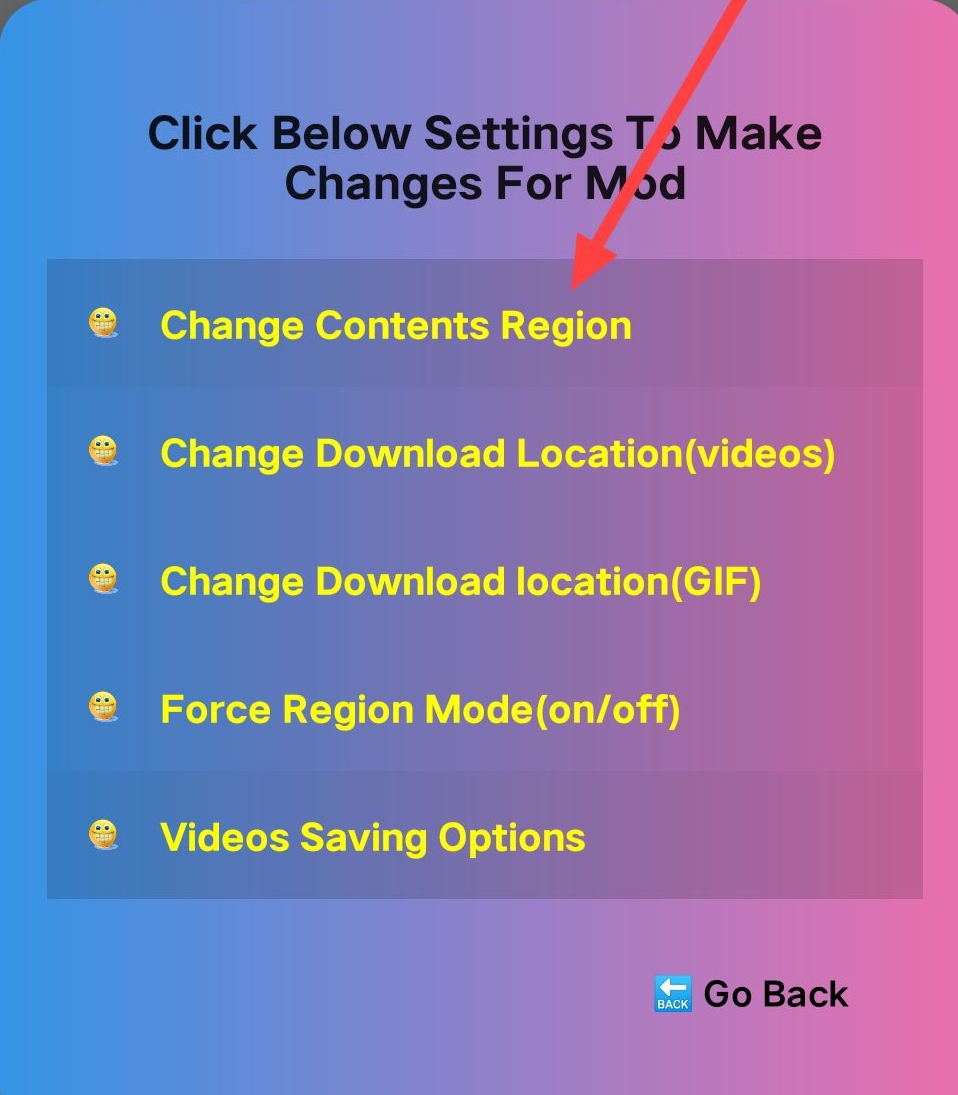 Click Below Settings To Make
Changes For Mod
Change Contents Region
Change Download Location(videos)
Change Download location(GIF)
Force Region Mode(on/off)
Videos Saving Options
BACK Go Back